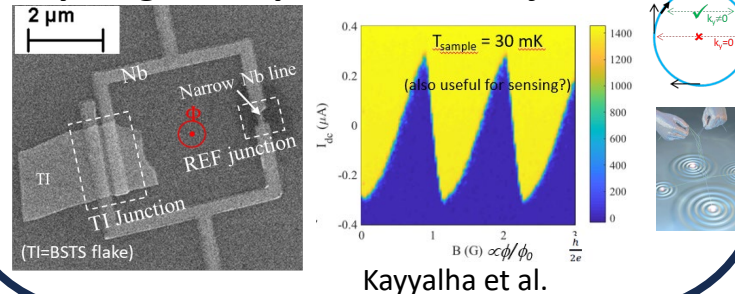 2 μm
Nb
Narrow Nb line
Φ
REF junction
TI
TI Junction
(TI=BSTS flake)
T_sample = 30 mK
(also useful for sensing?)
0.4
0.2
0
-0.2
-0.4
I_dc (μA)
0
1
2
B (G) ∝ϕ/ϕ₀
ħ
2e
1400
1200
1000
800
600
400
200
0
k_y≠0
k_y=0
Kayyalha et al.